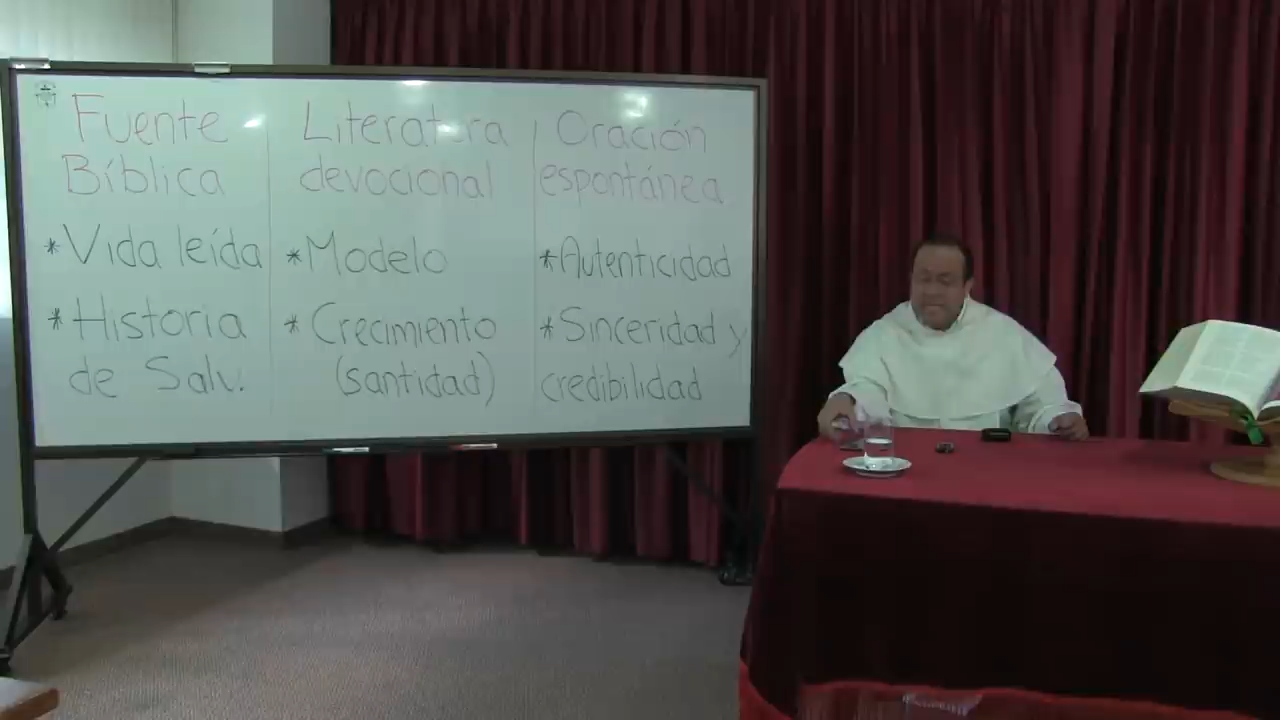 Fuente
Bíblica
*Vida leída
*Historia
de Salv.
Literatura
devocional
*Modelo
*Crecimiento
(santidad)
Oración
espontánea
*Autenticidad
*Sinceridad y
credibilidad